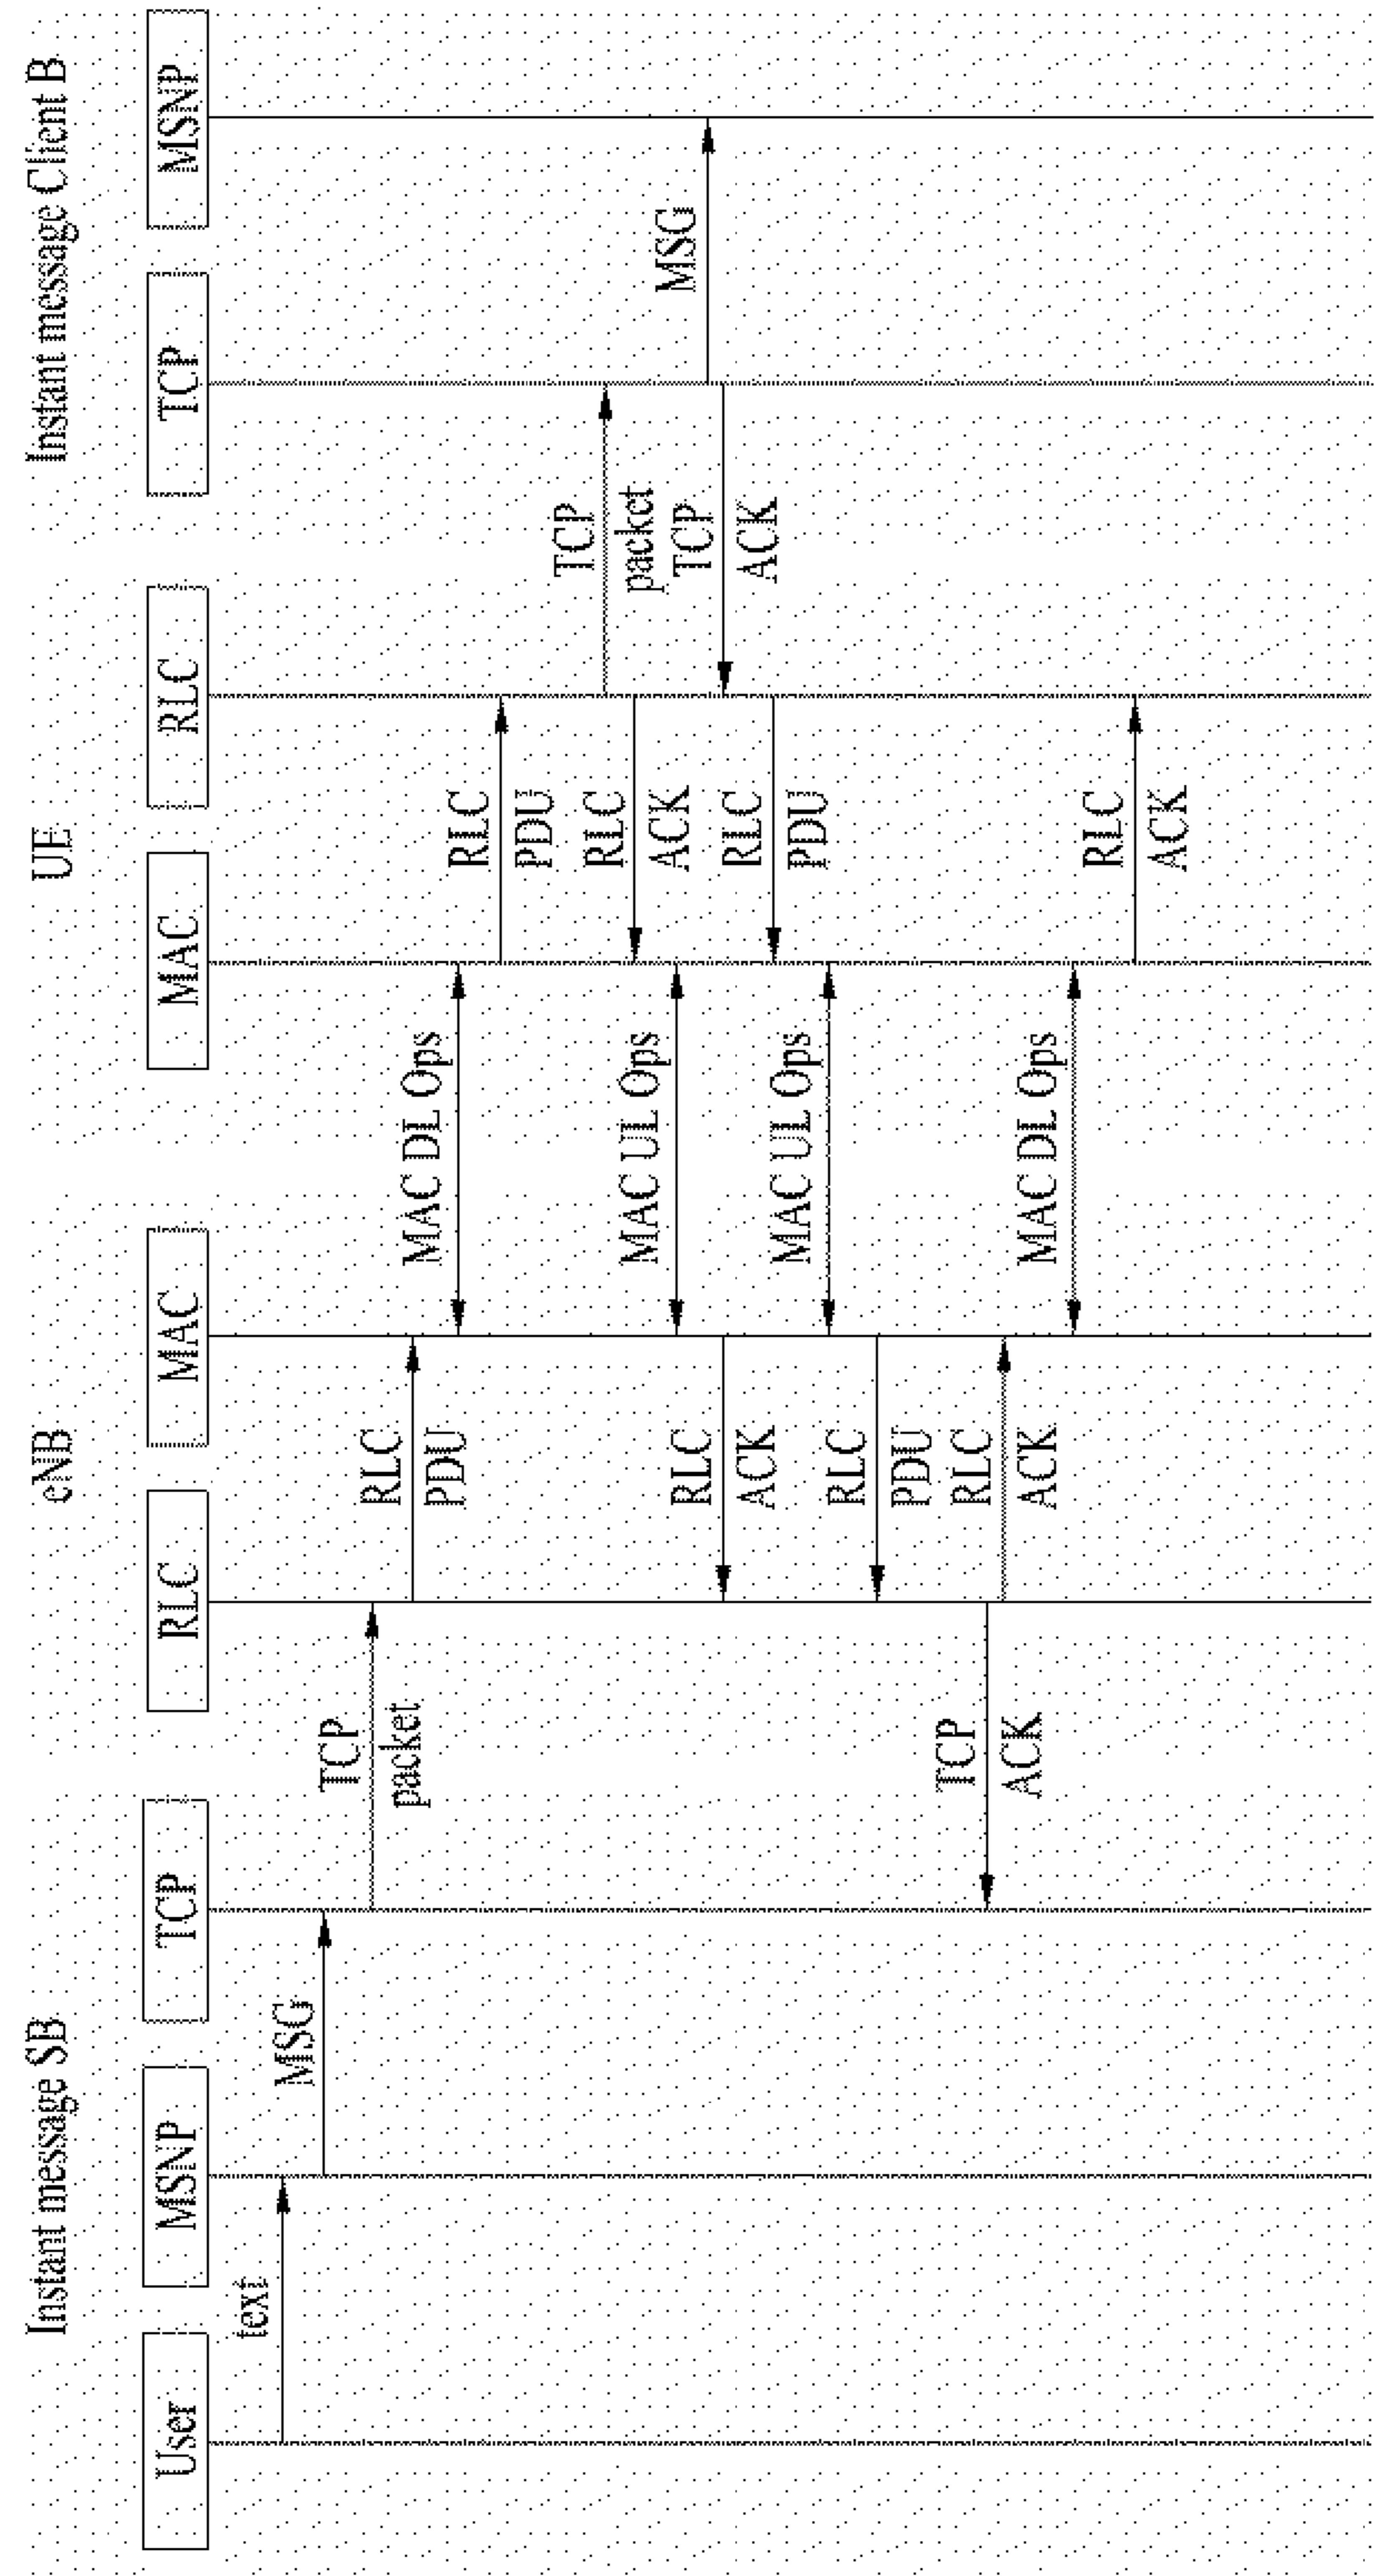 Instant message SB
eNB
UE
Instant message Client B
User
MSNP
TCP
RLC
MAC
MAC
RLC
TCP
MSNP
text
MSG
TCP
packet
RLC
PDU
MAC DL Ops
RLC
PDU
TCP
packet
RLC
ACK
MAC UL Ops
MSG
TCP
ACK
RLC
ACK
RLC
PDU
MAC UL Ops
RLC
PDU
TCP
ACK
RLC
ACK
MAC DL Ops
RLC
ACK